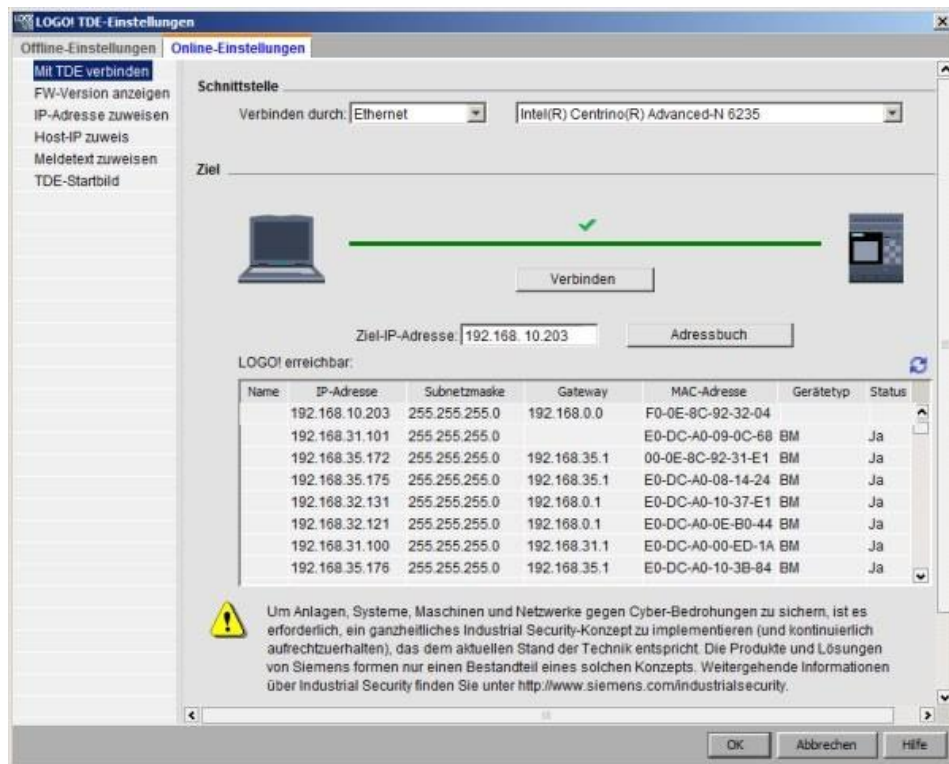 LOGO! TDE-Einstellungen
Offline-Einstellungen Online-Einstellungen
Mit TDE verbinden
FW-Version anzeigen
IP-Adresse zuweisen
Host-IP zuweis
Meldetext zuweisen
TDE-Startbild
Schnittstelle
Verbinden durch: Ethernet Intel(R) Centrino(R) Advanced-N 6235
Ziel
Verbinden
Ziel-IP-Adresse: 192.168. 10.203 Adressbuch
LOGO! erreichbar:
Name IP-Adresse Subnetzmaske Gateway MAC-Adresse Gerätetyp Status
192.168.10.203 255.255.255.0 192.168.0.0 F0-0E-8C-92-32-04
192.168.31.101 255.255.255.0 E0-DC-A0-09-0C-68 BM Ja
192.168.35.172 255.255.255.0 192.168.35.1 00-0E-8C-92-31-E1 BM Ja
192.168.35.175 255.255.255.0 192.168.35.1 E0-DC-A0-08-14-24 BM Ja
192.168.32.131 255.255.255.0 192.168.0.1 E0-DC-A0-10-37-E1 BM Ja
192.168.32.121 255.255.255.0 192.168.0.1 E0-DC-A0-0E-B0-44 BM Ja
192.168.31.100 255.255.255.0 192.168.31.1 E0-DC-A0-00-ED-1A BM Ja
192.168.35.176 255.255.255.0 192.168.35.1 E0-DC-A0-10-3B-84 BM Ja
Um Anlagen, Systeme, Maschinen und Netzwerke gegen Cyber-Bedrohungen zu sichern, ist es
erforderlich, ein ganzheitliches Industrial Security-Konzept zu implementieren (und kontinuierlich
aufrechtzuerhalten), das dem aktuellen Stand der Technik entspricht. Die Produkte und Lösungen
von Siemens formen nur einen Bestandteil eines solchen Konzepts. Weitergehende Informationen
über Industrial Security finden Sie unter http://www.siemens.com/industrialsecurity.
OK Abbrechen Hilfe